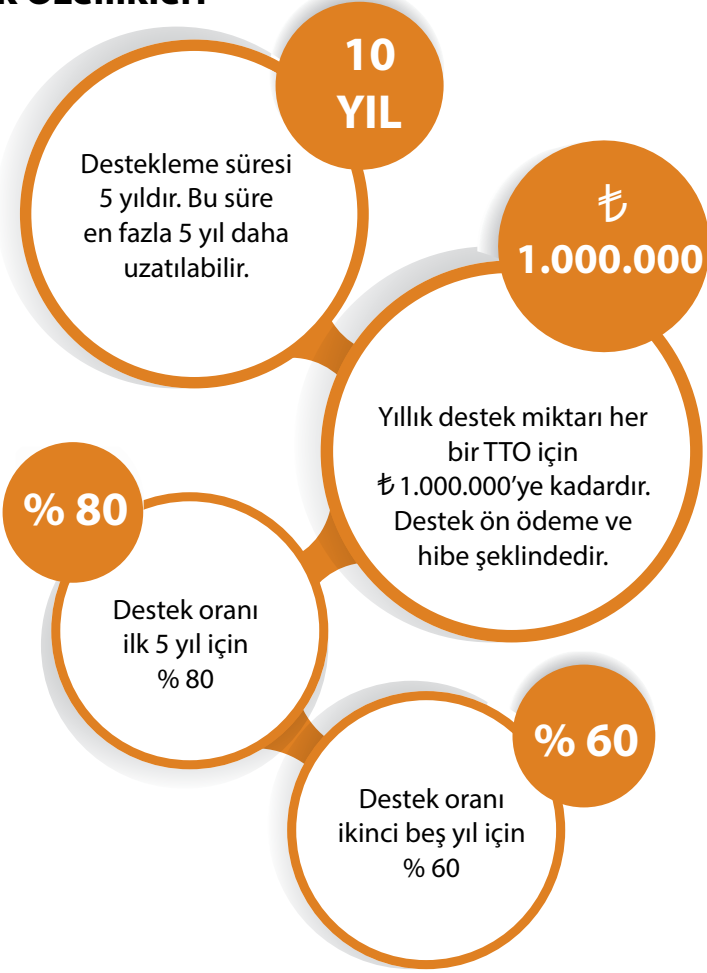 10
YIL
Destekleme süresi
5 yıldır. Bu süre
en fazla 5 yıl daha
uzatılabilir.
₺
1.000.000
Yıllık destek miktarı her
bir TTO için
₺ 1.000.000’ye kadardır.
Destek ön ödeme ve
hibe şeklindedir.
% 80
Destek oranı
ilk 5 yıl için
% 80
% 60
Destek oranı
ikinci beş yıl için
% 60